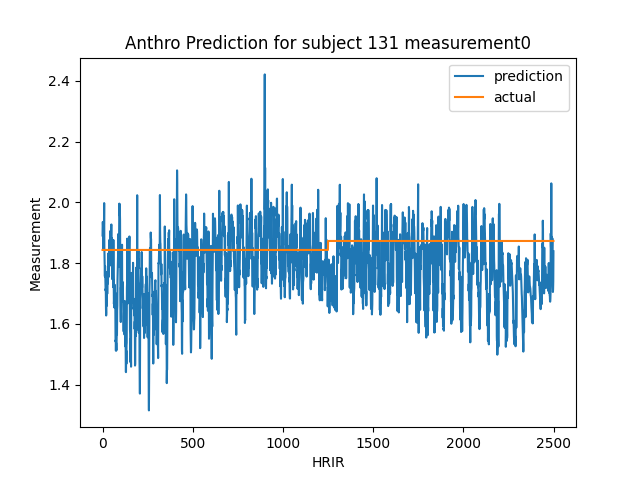 Anthro Prediction for subject 131 measurement0
prediction
actual
2.4
2.2
2.0
1.8
1.6
1.4
Measurement
0
500
1000
1500
2000
2500
HRIR